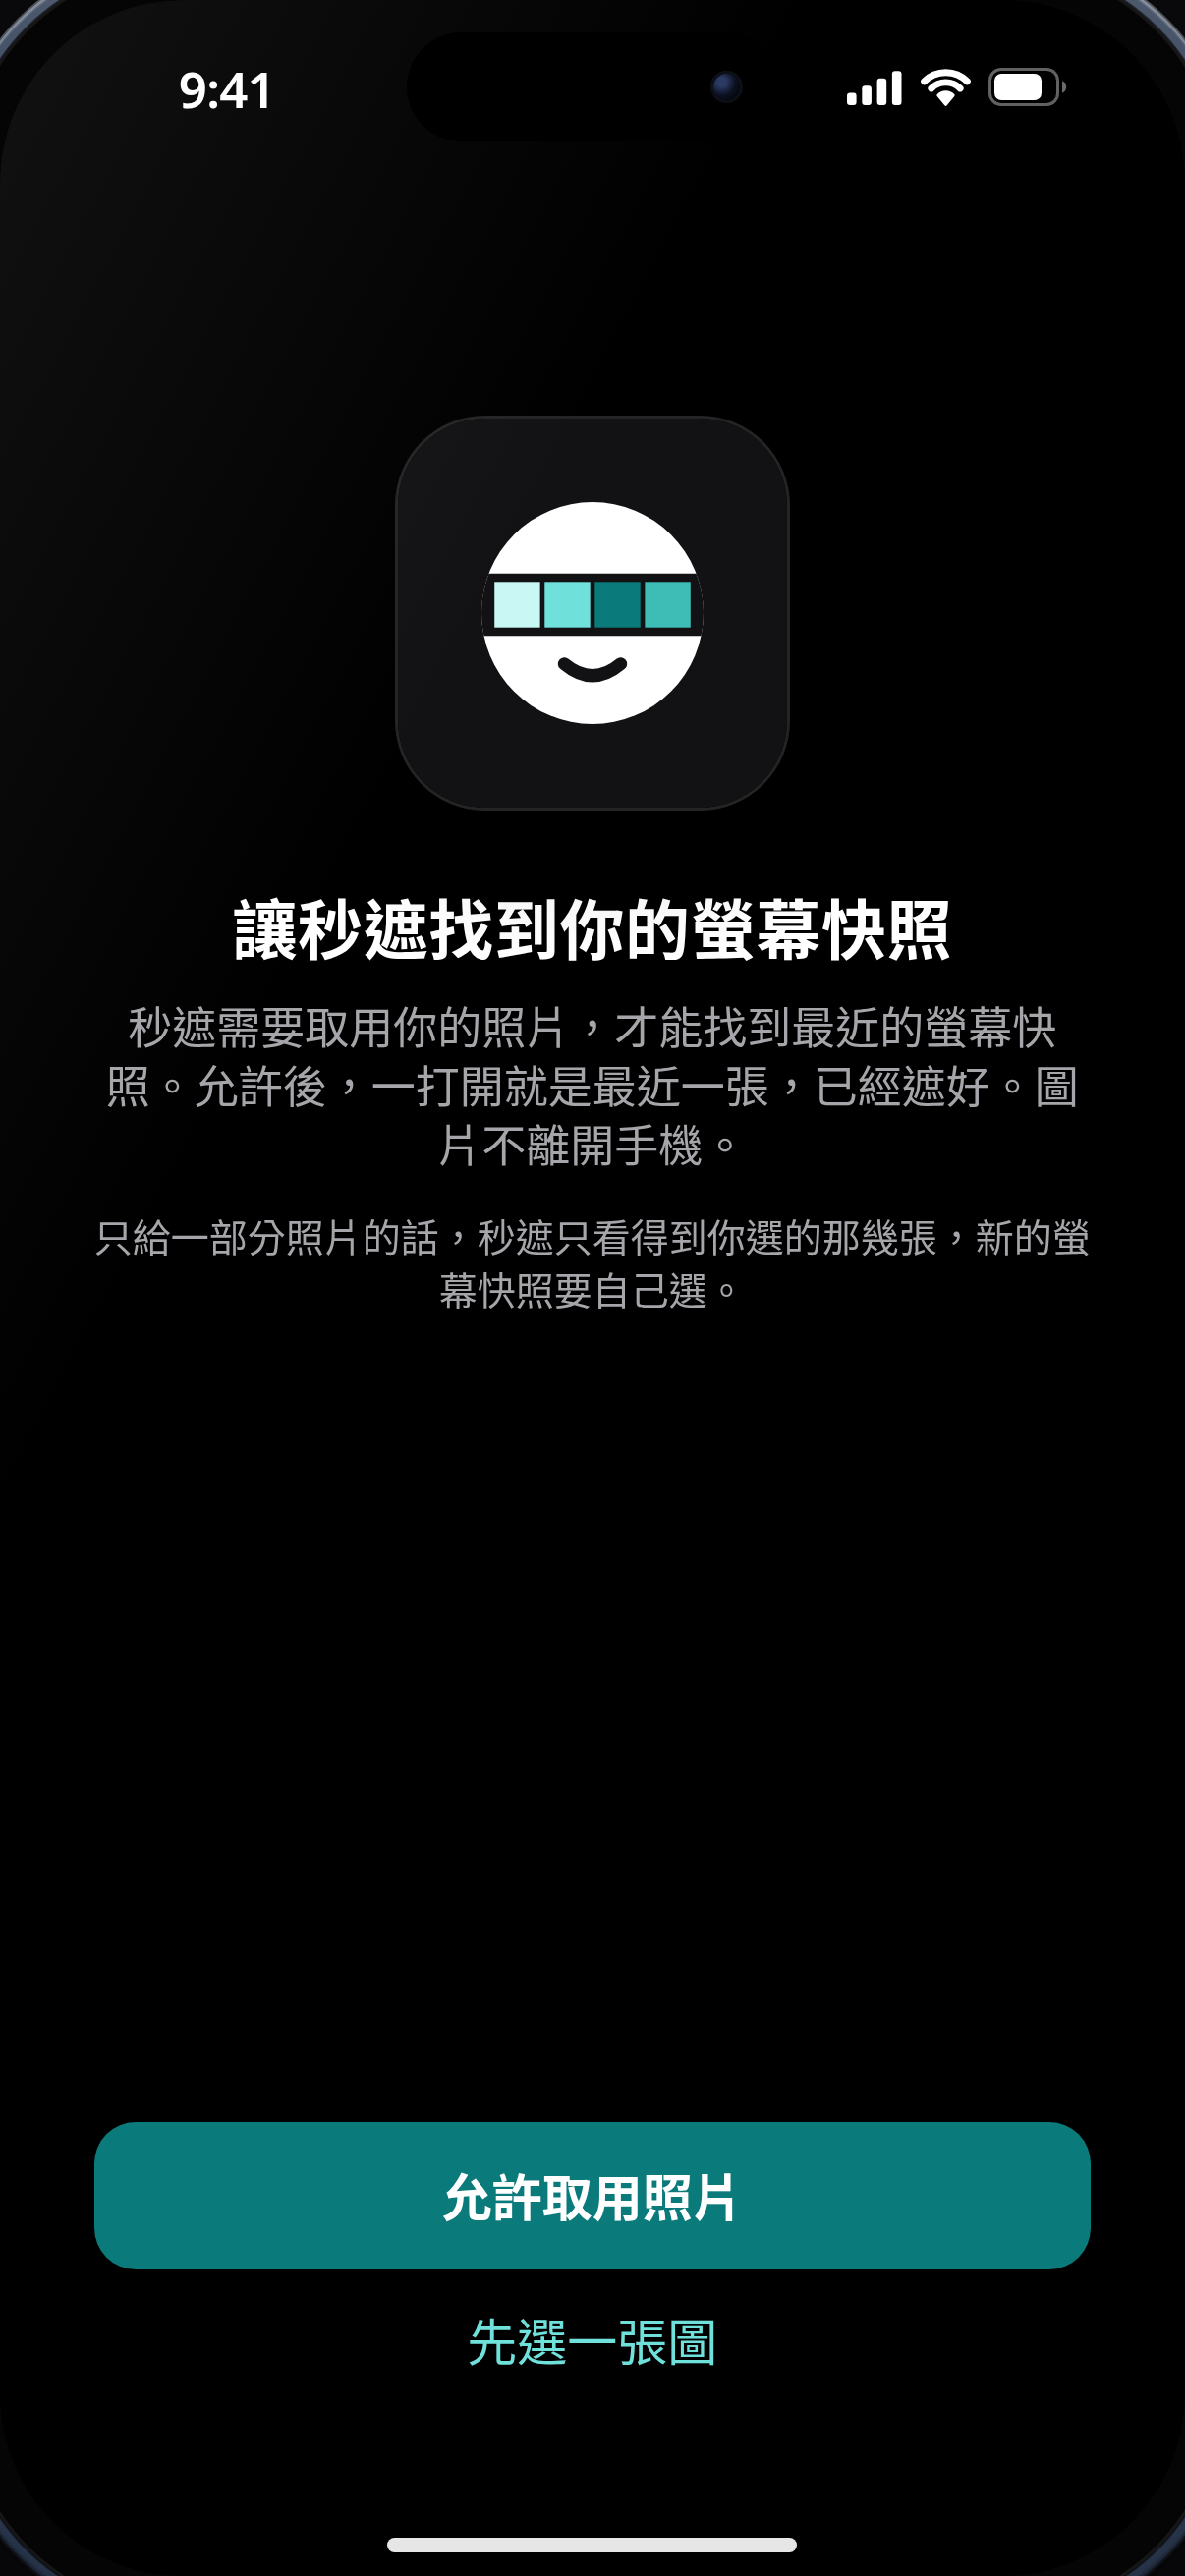 9:41
讓秒遮找到你的螢幕快照
秒遮需要取用你的照片，才能找到最近的螢幕快
照。允許後，一打開就是最近一張，已經遮好。圖
片不離開手機。
只給一部分照片的話，秒遮只看得到你選的那幾張，新的螢
幕快照要自己選。
允許取用照片
先選一張圖